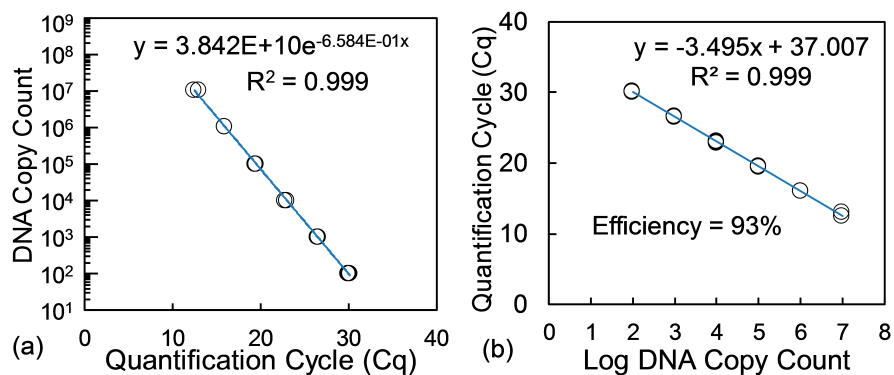 y = 3.842E+10e^-6.584E-01x
R² = 0.999
DNA Copy Count
10⁹
10⁸
10⁷
10⁶
10⁵
10⁴
10³
10²
10¹
0 10 20 30 40
Quantification Cycle (Cq)
(a)
y = -3.495x + 37.007
R² = 0.999
Quantification Cycle (Cq)
40
30
20
10
0
Efficiency = 93%
0 1 2 3 4 5 6 7 8
Log DNA Copy Count
(b)